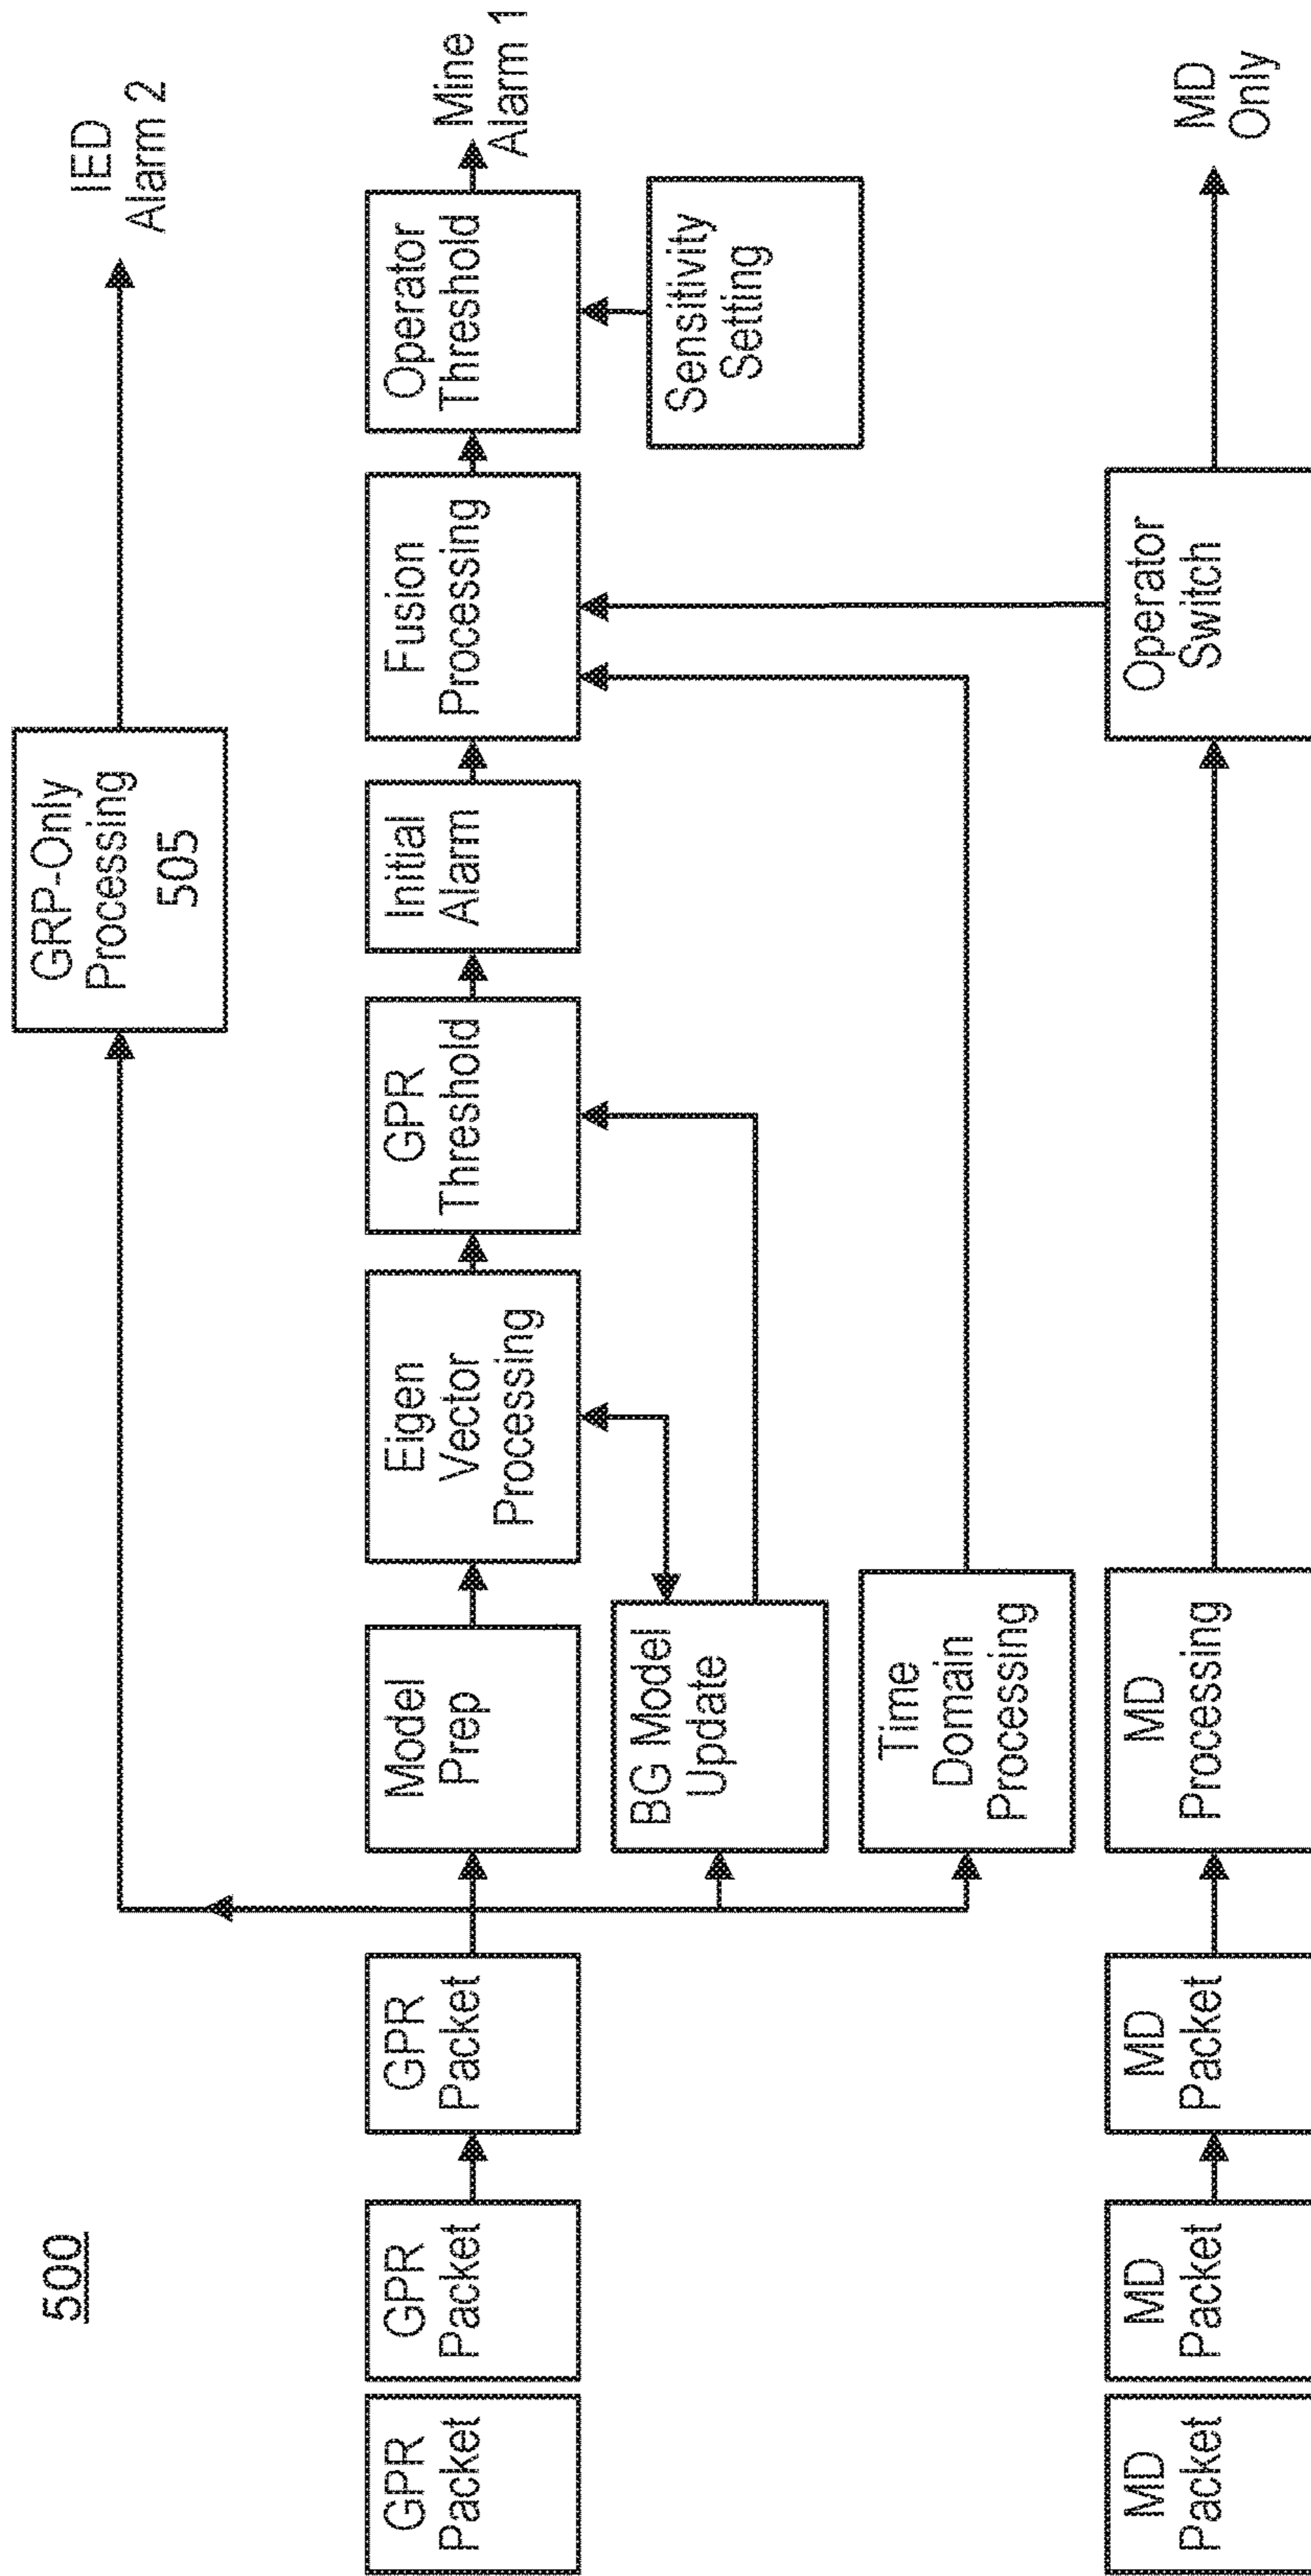 500
GRP-Only
Processing
505
IED
Alarm 2
GPR
Packet
GPR
Packet
GPR
Packet
Model
Prep
Eigen
Vector
Processing
GPR
Threshold
Initial
Alarm
Fusion
Processing
Operator
Threshold
Mine
Alarm 1
BG Model
Update
Sensitivity
Setting
Time
Domain
Processing
MD
Packet
MD
Packet
MD
Packet
MD
Processing
Operator
Switch
MD
Only